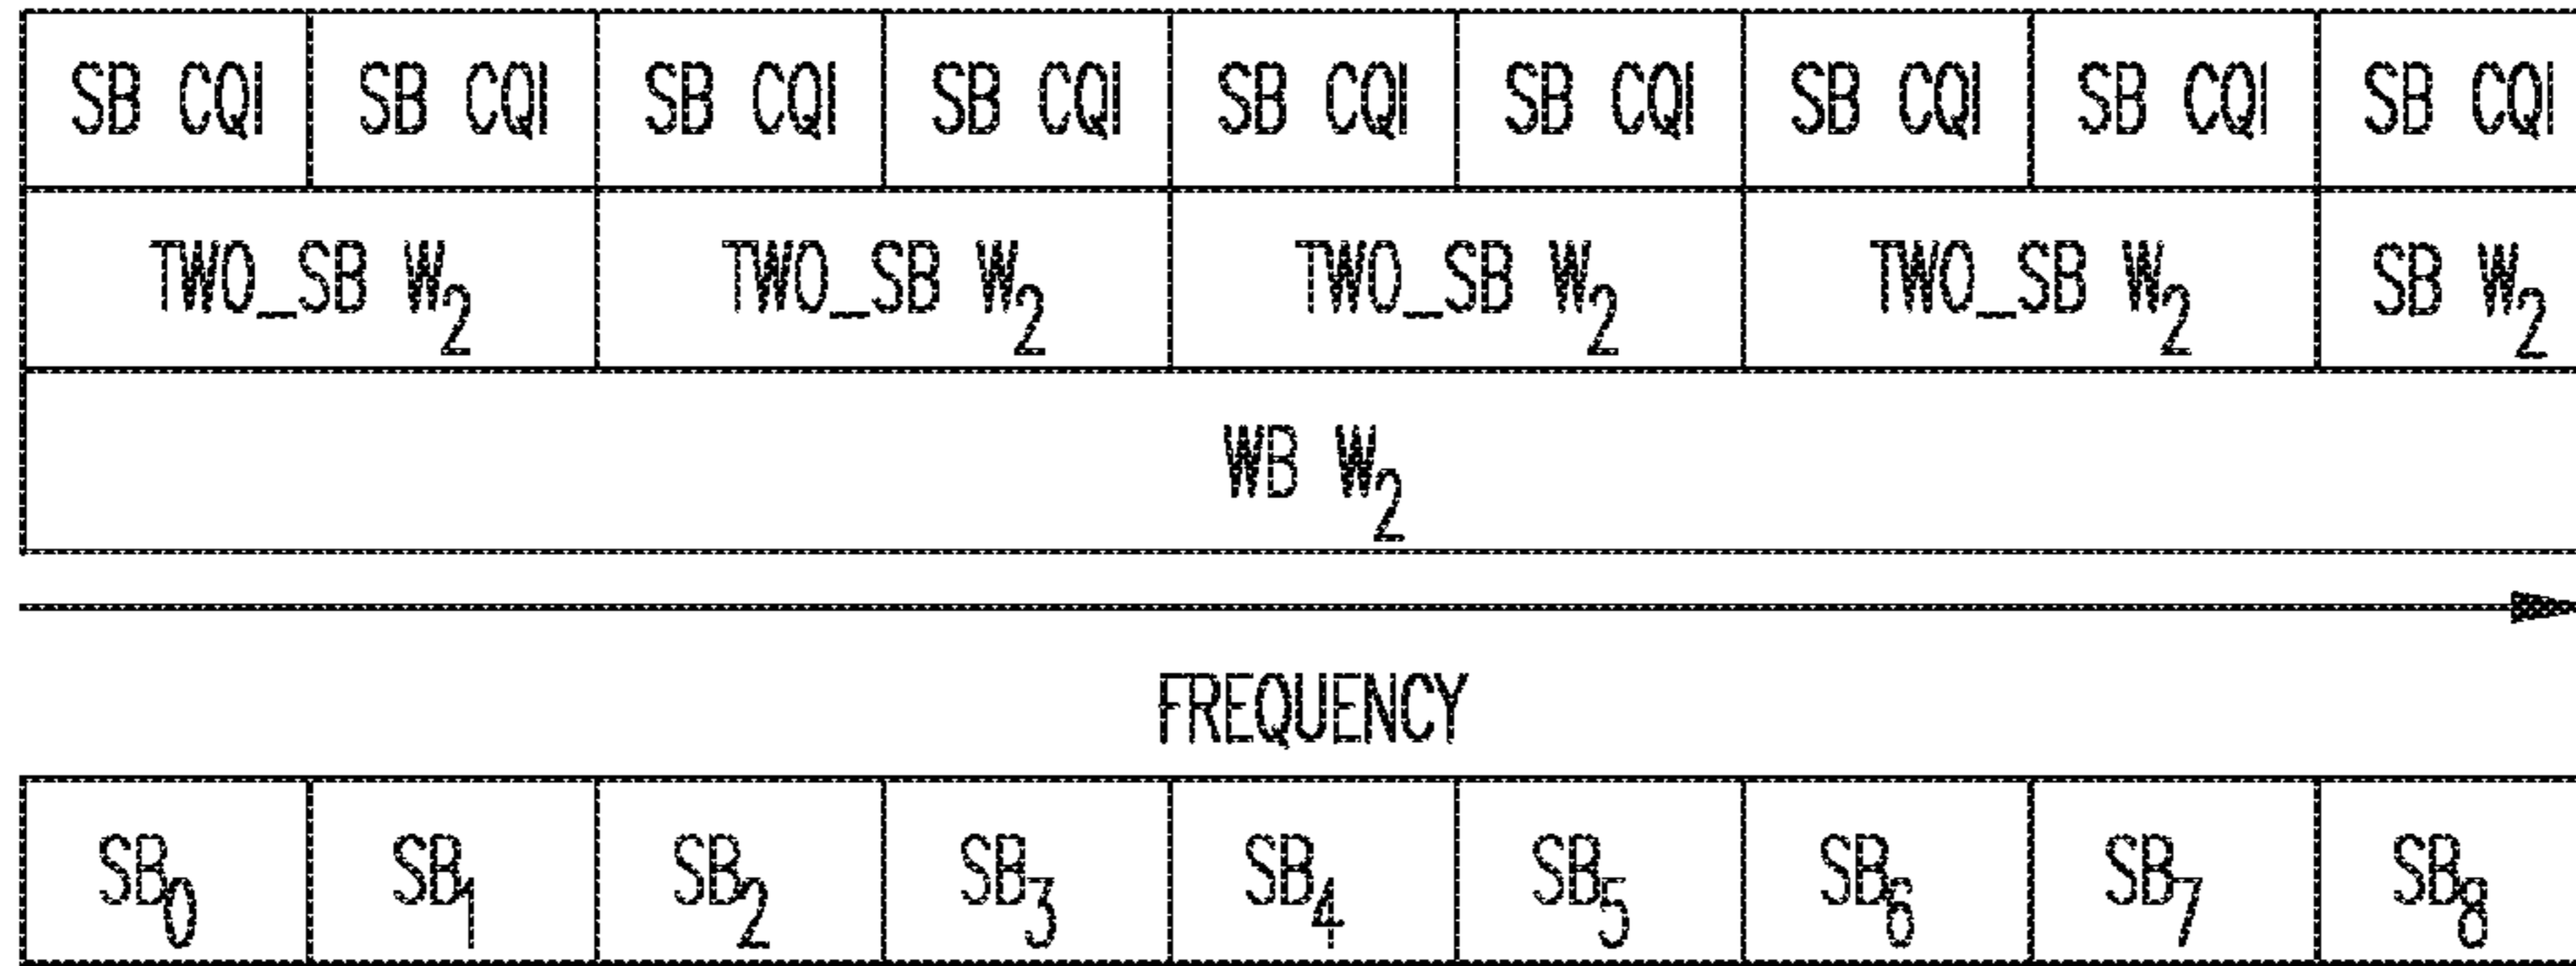 SB CQI SB CQI SB CQI SB CQI SB CQI SB CQI SB CQI SB CQI SB CQI
TWO_SB W2 TWO_SB W2 TWO_SB W2 TWO_SB W2 SB W2
WB W2
FREQUENCY
SB0 SB1 SB2 SB3 SB4 SB5 SB6 SB7 SB8